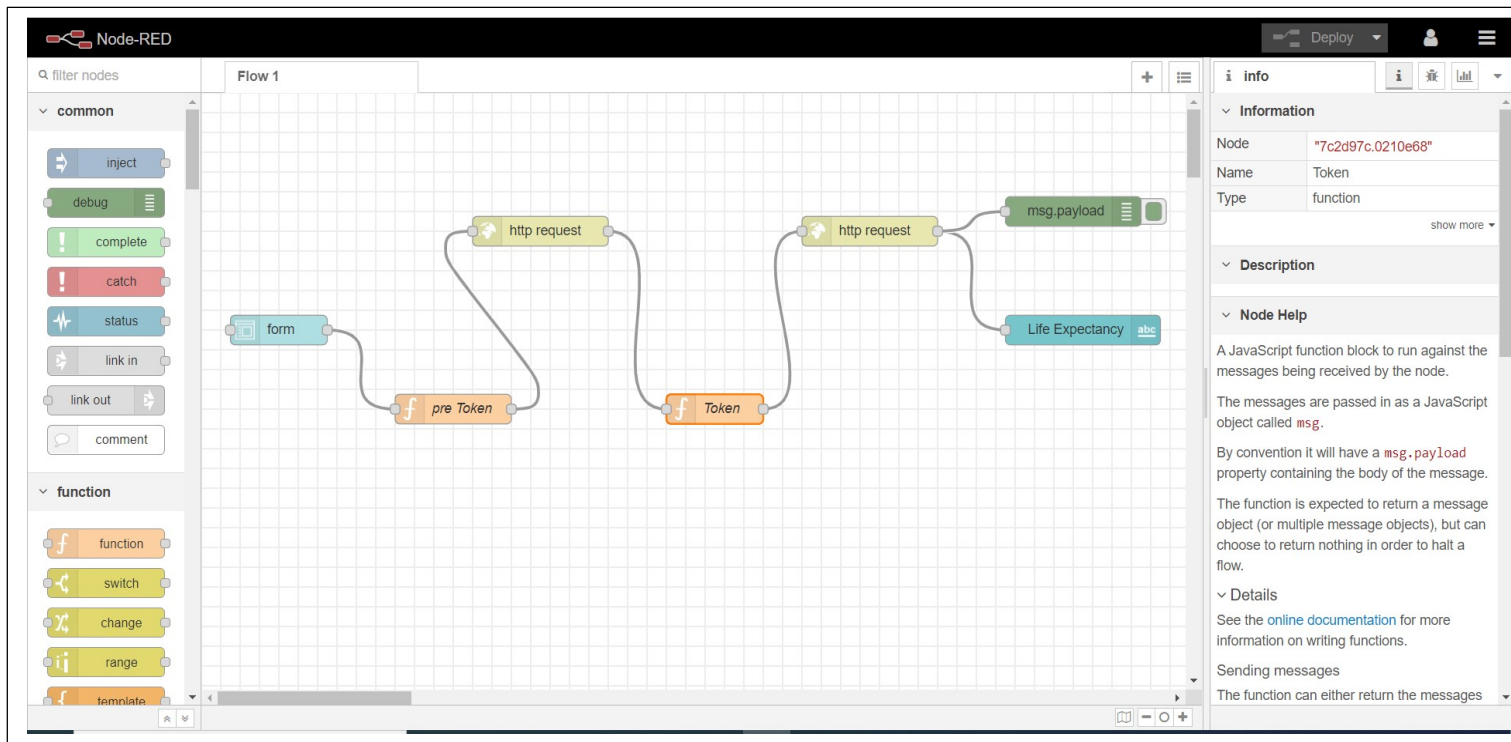 Node-RED
Deploy
filter nodes
common
inject
debug
complete
catch
status
link in
link out
comment
function
function
switch
change
range
template
Flow 1
form
pre Token
http request
Token
http request
msg.payload
Life Expectancy
abc
i info
i
Information
Node "7c2d97c.0210e68"
Name Token
Type function
show more
Description
Node Help
A JavaScript function block to run against the
messages being received by the node.
The messages are passed in as a JavaScript
object called msg.
By convention it will have a msg.payload
property containing the body of the message.
The function is expected to return a message
object (or multiple message objects), but can
choose to return nothing in order to halt a
flow.
Details
See the online documentation for more
information on writing functions.
Sending messages
The function can either return the messages